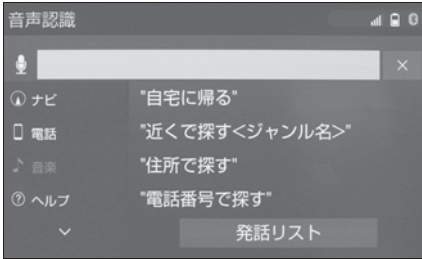 音声認識
ナビ
"自宅に帰る"
電話
"近くで探す<ジャンル名>"
音楽
"住所で探す"
ヘルプ
"電話番号で探す"
発話リスト